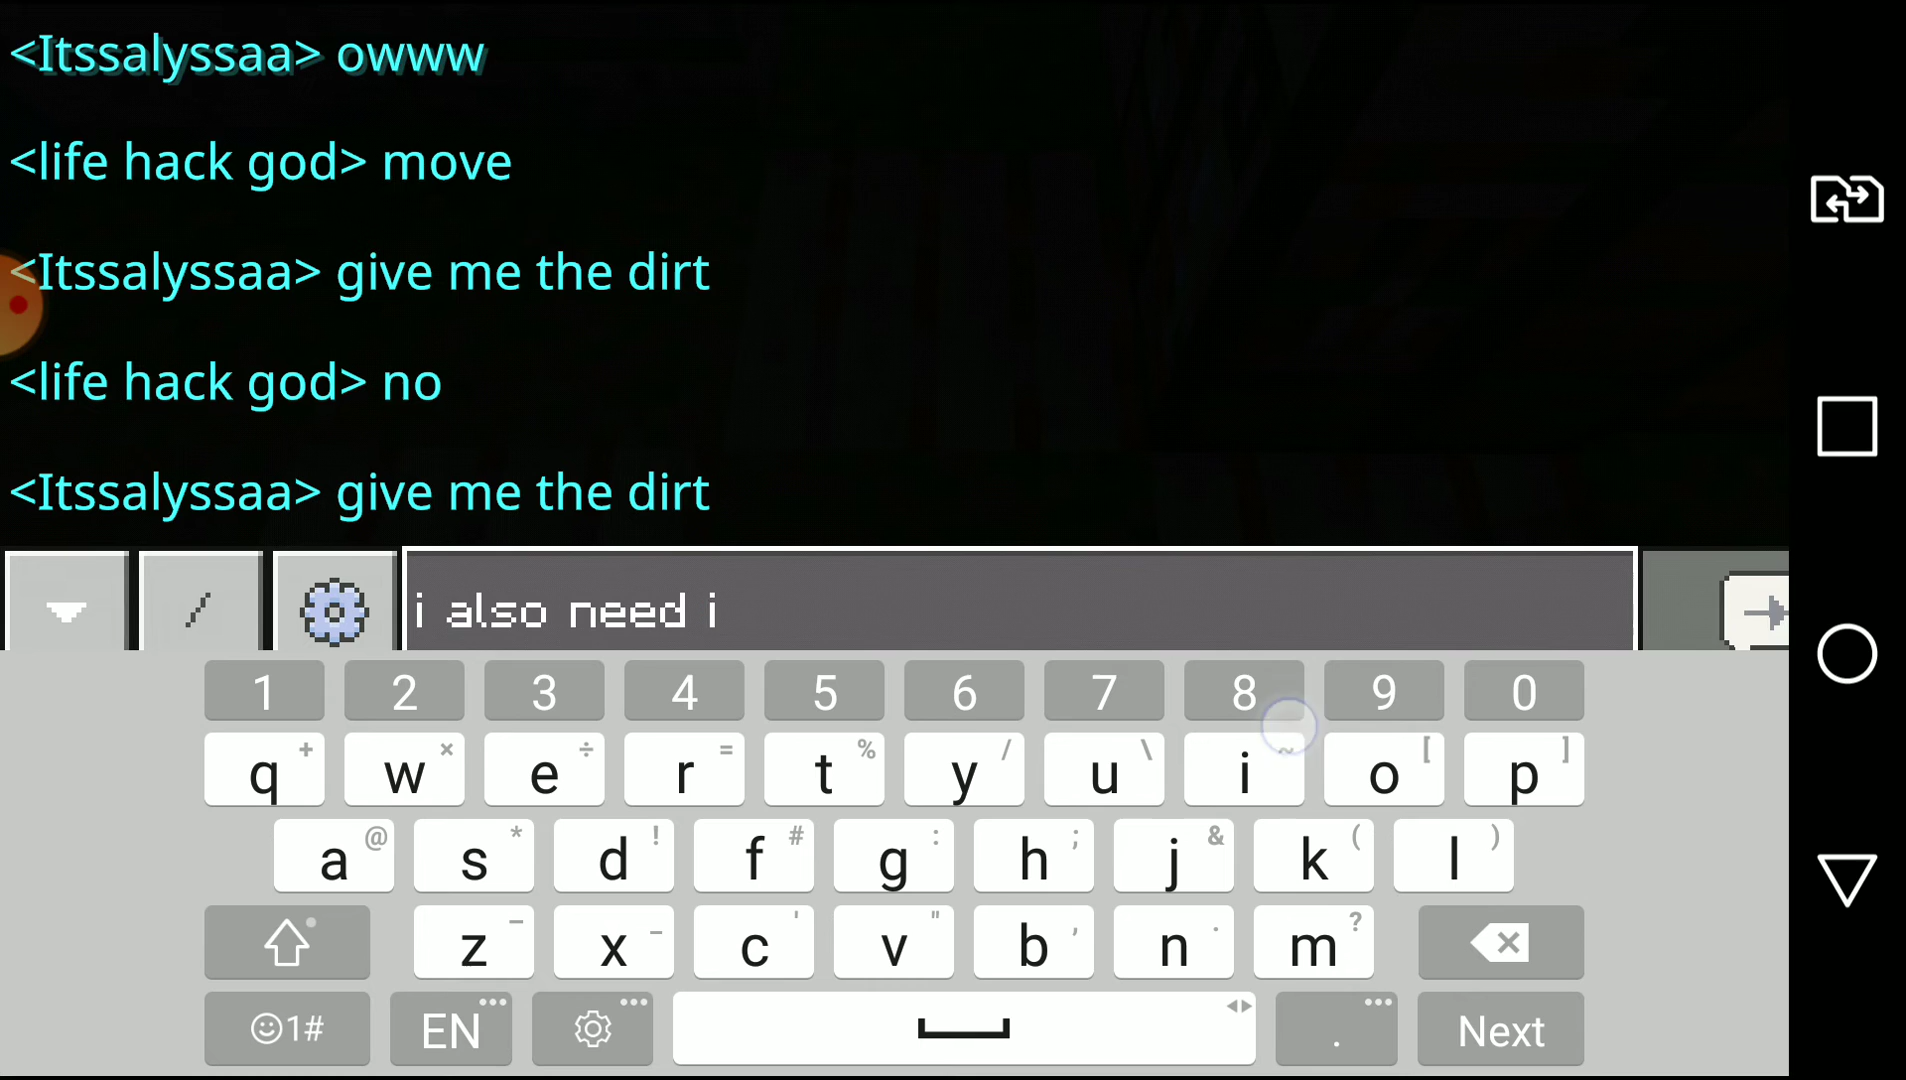 <Itssalyssaa> owww
<life hack god> move
<Itssalyssaa> give me the dirt
<life hack god> no
<Itssalyssaa> give me the dirt
/ i also need i
1 2 3 4 5 6 7 8 9 0
q + w × e ÷ r = t % y / u \ i ~ o [ p ]
a @ s * d ! f # g : h ; j & k ( l )
z – x _ c ' v " b , n . m ?
1# EN . Next